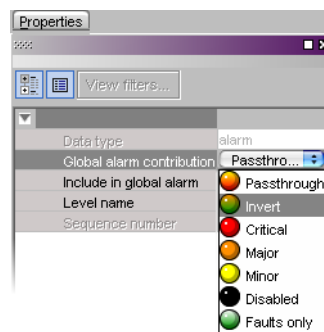 Properties
View filters...
Data type alarm
Global alarm contribution Passthro...
Include in global alarm Passthrough
Level name Invert
Sequence number Critical
Major
Minor
Disabled
Faults only